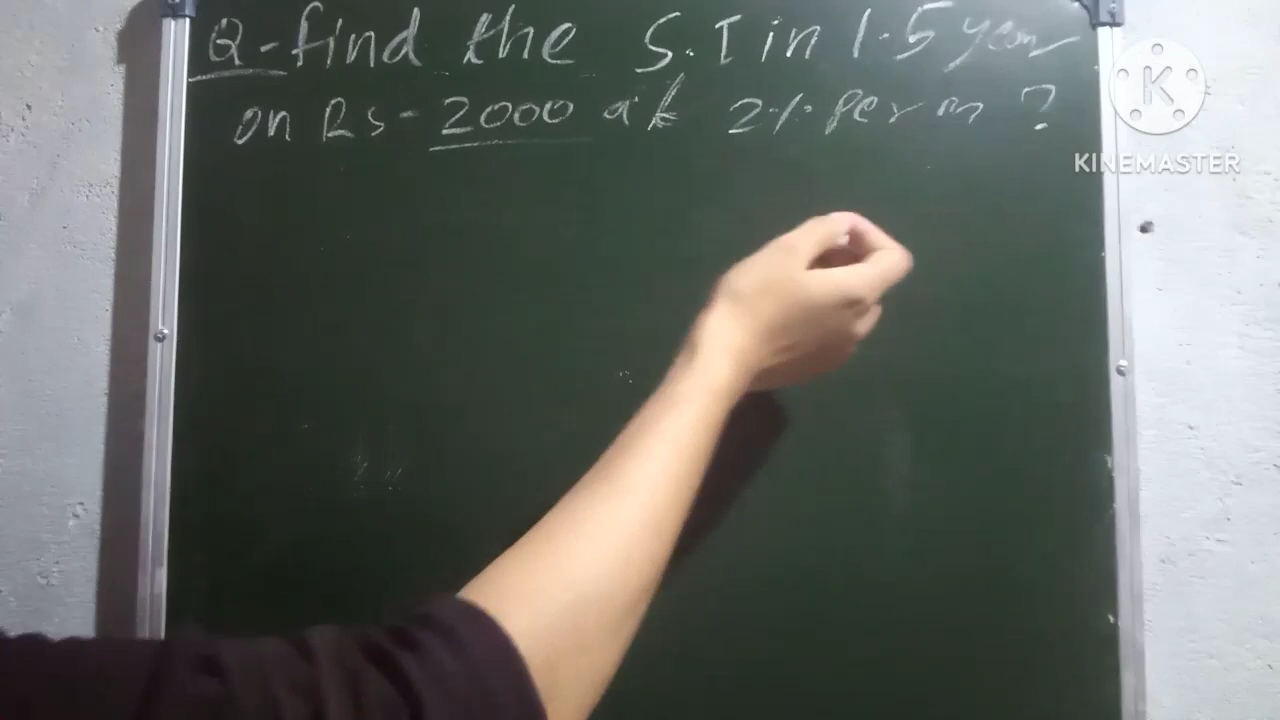 Q-find the S.I in 1.5 year
on Rs-2000 at 2% Per m ?
K
KINEMASTER